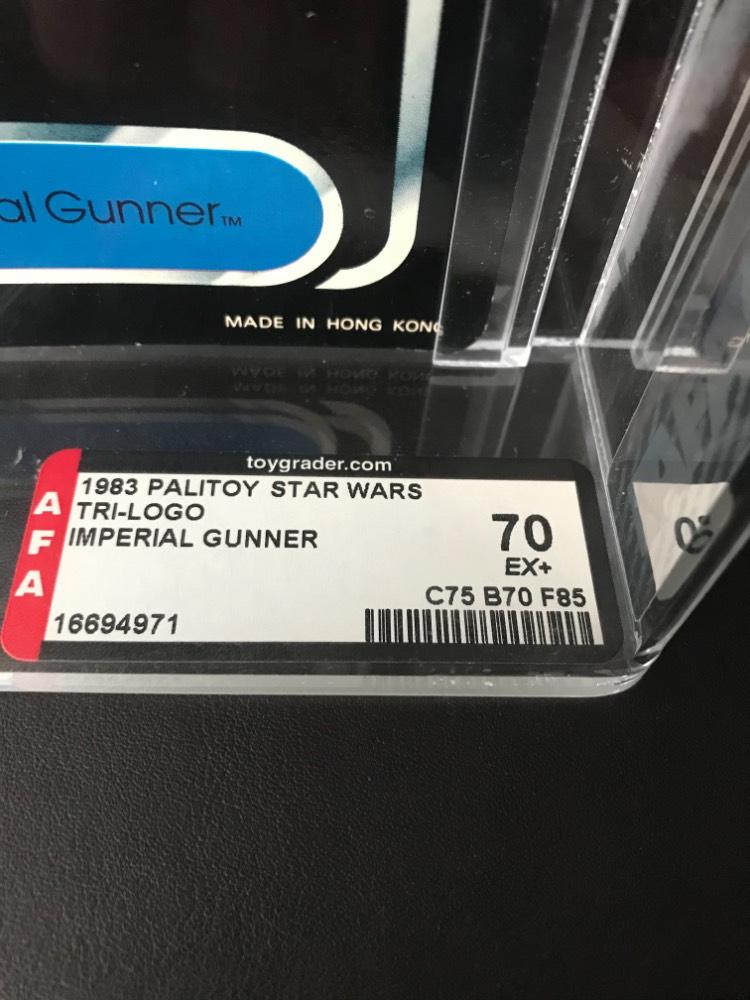 al Gunner™
MADE IN HONG KONG
toygrader.com
AFA
1983 PALITOY STAR WARS
TRI-LOGO
IMPERIAL GUNNER
70
EX+
C75 B70 F85
16694971